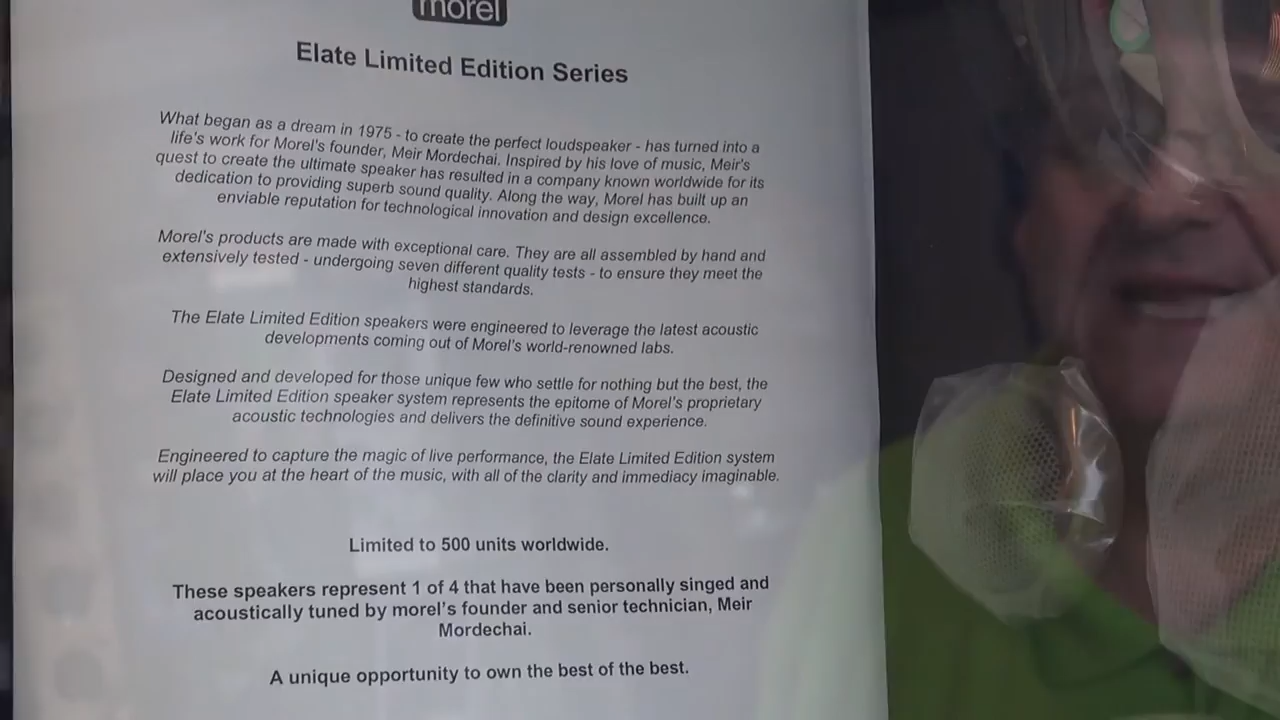 morel
Elate Limited Edition Series
What began as a dream in 1975 - to create the perfect loudspeaker - has turned into a
life's work for Morel's founder, Meir Mordechai. Inspired by his love of music, Meir's
quest to create the ultimate speaker has resulted in a company known worldwide for its
dedication to providing superb sound quality. Along the way, Morel has built up an
enviable reputation for technological innovation and design excellence.
Morel's products are made with exceptional care. They are all assembled by hand and
extensively tested - undergoing seven different quality tests - to ensure they meet the
highest standards.
The Elate Limited Edition speakers were engineered to leverage the latest acoustic
developments coming out of Morel's world-renowned labs.
Designed and developed for those unique few who settle for nothing but the best, the
Elate Limited Edition speaker system represents the epitome of Morel's proprietary
acoustic technologies and delivers the definitive sound experience.
Engineered to capture the magic of live performance, the Elate Limited Edition system
will place you at the heart of the music, with all of the clarity and immediacy imaginable.
Limited to 500 units worldwide.
These speakers represent 1 of 4 that have been personally singed and
acoustically tuned by morel's founder and senior technician, Meir
Mordechai.
A unique opportunity to own the best of the best.